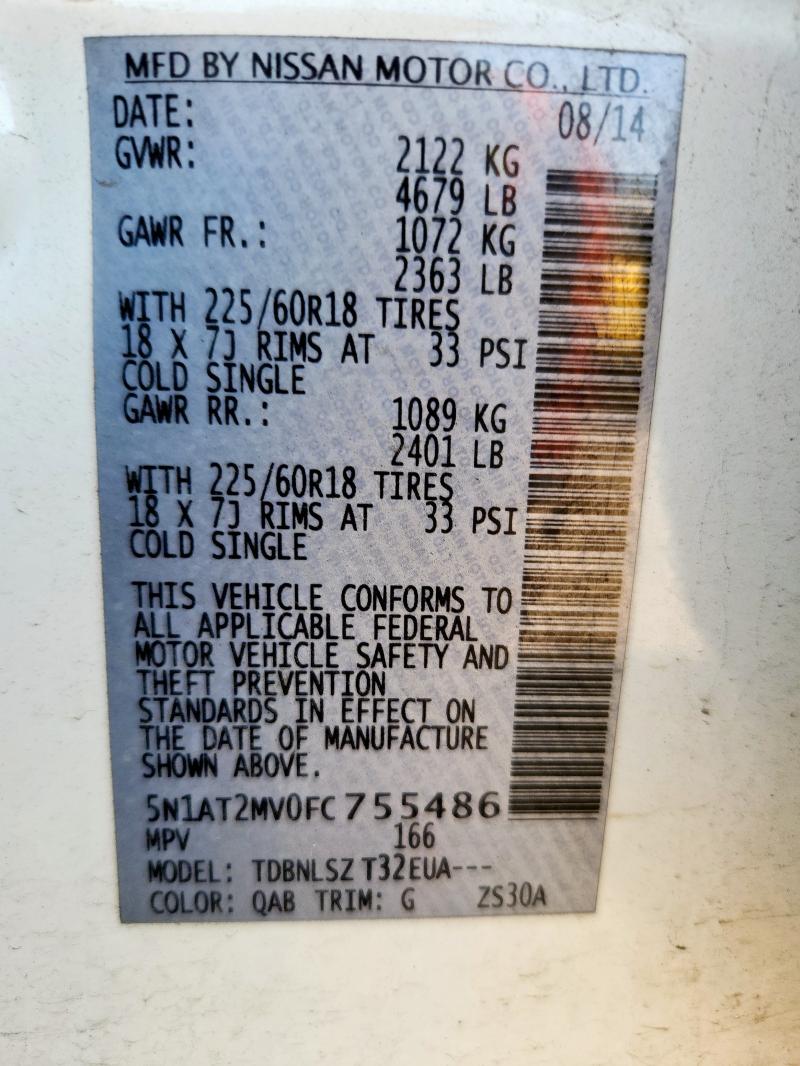 MFD BY NISSAN MOTOR CO., LTD.
DATE: 08/14
GVWR: 2122 KG
4679 LB
GAWR FR.: 1072 KG
2363 LB
WITH 225/60R18 TIRES
18 X 7J RIMS AT 33 PSI
COLD SINGLE
GAWR RR.: 1089 KG
2401 LB
WITH 225/60R18 TIRES
18 X 7J RIMS AT 33 PSI
COLD SINGLE
THIS VEHICLE CONFORMS TO
ALL APPLICABLE FEDERAL
MOTOR VEHICLE SAFETY AND
THEFT PREVENTION
STANDARDS IN EFFECT ON
THE DATE OF MANUFACTURE
SHOWN ABOVE.
5N1AT2MV0FC755486
MPV 166
MODEL: TDBNLSZ T32EUA---
COLOR: QAB TRIM: G ZS30A